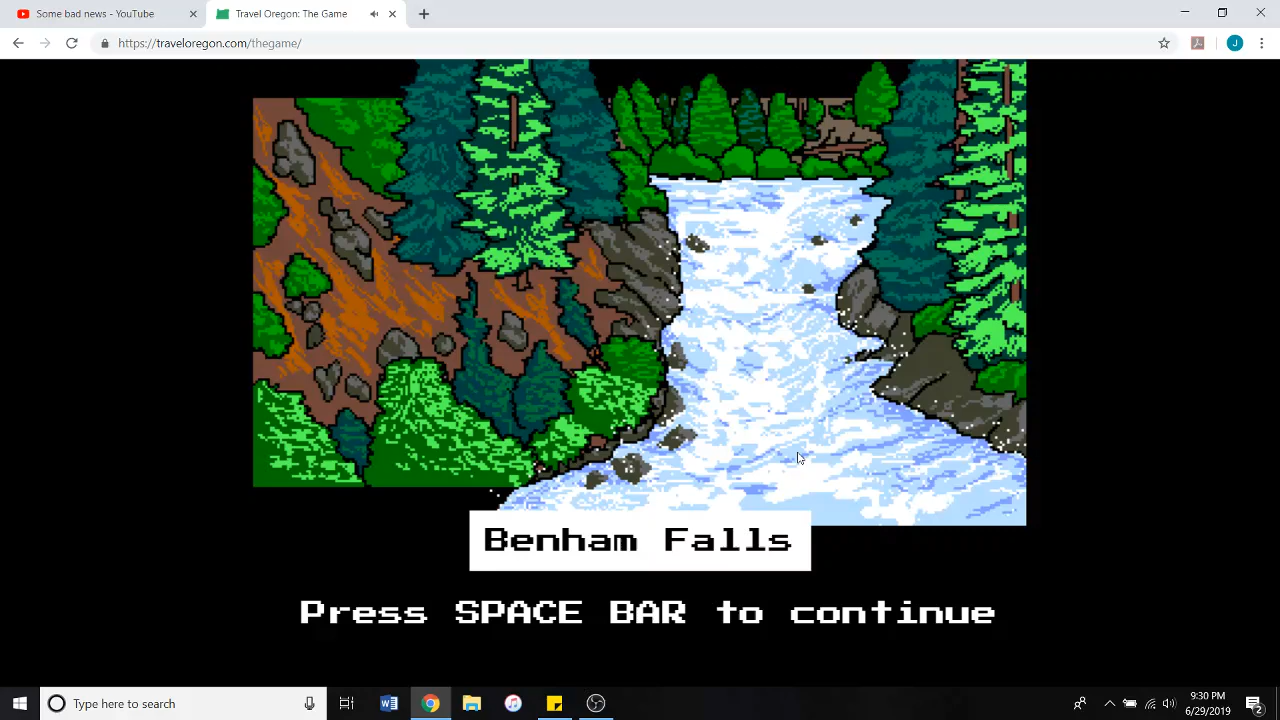 Some bad news - YouTube
Travel Oregon: The Game
https://traveloregon.com/thegame/
J
Benham Falls
Press SPACE BAR to continue
Type here to search
9:30 PM
6/29/2019
2